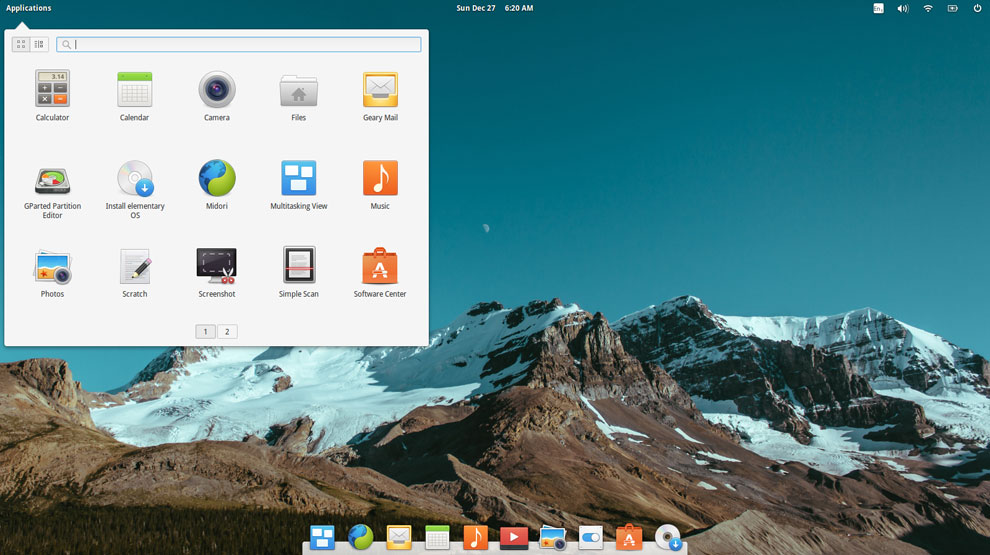 Applications
Sun Dec 27 6:20 AM
En
3.14
Calculator
Calendar
Camera
Files
Geary Mail
GParted Partition
Editor
Install elementary
OS
Midori
Multitasking View
Music
Photos
Scratch
Screenshot
Simple Scan
Software Center
1
2